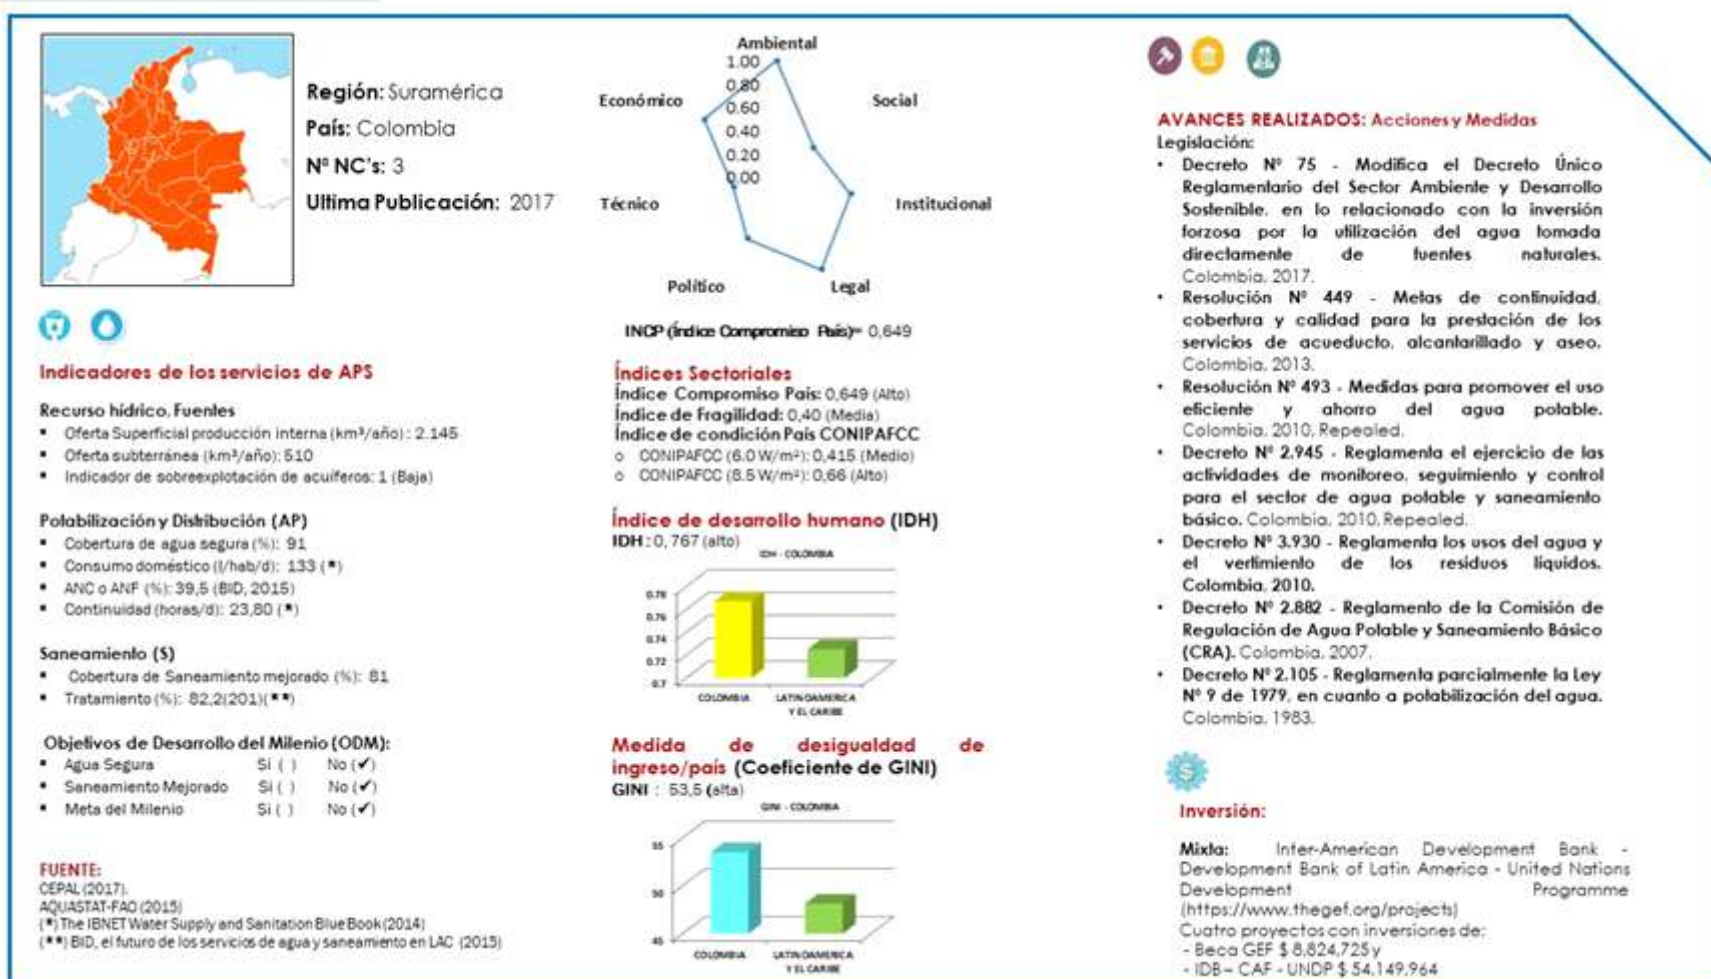 Región: Suramérica
País: Colombia
Nº NC's: 3
Ultima Publicación: 2017
Indicadores de los servicios de APS
Recurso hídrico, Fuentes
▪ Oferta Superficial producción interna (km³/año) : 2.145
▪ Oferta subterránea (km³/año): 510
▪ Indicador de sobreexplotación de acuíferos: 1 (Baja)
Potabilización y Distribución (AP)
▪ Cobertura de agua segura (%): 91
▪ Consumo doméstico (l/hab/d): 133 (*)
▪ ANC o ANF (%): 39,5 (BID, 2015)
▪ Continuidad (horas/d): 23,80 (*)
Saneamiento (S)
▪ Cobertura de Saneamiento mejorado (%): 81
▪ Tratamiento (%): 82,2(201)(**)
Objetivos de Desarrollo del Milenio (ODM):
▪ Agua Segura Sí ( ) No (✔)
▪ Saneamiento Mejorado Sí ( ) No (✔)
▪ Meta del Milenio Sí ( ) No (✔)
FUENTE:
CEPAL (2017).
AQUASTAT-FAO (2015)
(*) The IBNET Water Supply and Sanitation Blue Book (2014)
(**) BID, el futuro de los servicios de agua y saneamiento en LAC (2015)
Ambiental
1.00
0.80
0.60
0.40
0.20
0.00
Económico
Social
Técnico
Institucional
Político
Legal
INCP (Índice Compromiso País)= 0,649
Índices Sectoriales
Índice Compromiso País: 0,649 (Alto)
Índice de Fragilidad: 0,40 (Media)
Índice de condición País CONIPAFCC
o CONIPAFCC (6.0 W/m²): 0,415 (Medio)
o CONIPAFCC (8.5 W/m²): 0,66 (Alto)
Índice de desarrollo humano (IDH)
IDH : 0, 767 (alto)
IDH - COLOMBIA
0.78
0.76
0.74
0.72
0.7
COLOMBIA
LATINOAMERICA
Y EL CARIBE
Medida de desigualdad de
ingreso/país (Coeficiente de GINI)
GINI : 53,5 (alta)
GINI - COLOMBIA
55
50
45
COLOMBIA
LATINOAMERICA
Y EL CARIBE
AVANCES REALIZADOS: Acciones y Medidas
Legislación:
• Decreto Nº 75 - Modifica el Decreto Único
Reglamentario del Sector Ambiente y Desarrollo
Sostenible, en lo relacionado con la inversión
forzosa por la utilización del agua tomada
directamente de fuentes naturales.
Colombia. 2017.
• Resolución Nº 449 - Metas de continuidad,
cobertura y calidad para la prestación de los
servicios de acueducto, alcantarillado y aseo.
Colombia. 2013.
• Resolución Nº 493 - Medidas para promover el uso
eficiente y ahorro del agua potable.
Colombia. 2010. Repealed.
• Decreto Nº 2.945 - Reglamenta el ejercicio de las
actividades de monitoreo, seguimiento y control
para el sector de agua potable y saneamiento
básico. Colombia. 2010. Repealed.
• Decreto Nº 3.930 - Reglamenta los usos del agua y
el vertimiento de los residuos líquidos.
Colombia. 2010.
• Decreto Nº 2.882 - Reglamento de la Comisión de
Regulación de Agua Potable y Saneamiento Básico
(CRA). Colombia. 2007.
• Decreto Nº 2.105 - Reglamenta parcialmente la Ley
Nº 9 de 1979, en cuanto a potabilización del agua.
Colombia. 1983.
Inversión:
Mixta: Inter-American Development Bank -
Development Bank of Latin America - United Nations
Development Programme
(https://www.thegef.org/projects)
Cuatro proyectos con inversiones de:
- Beca GEF $ 8,824,725 y
- IDB – CAF - UNDP $ 54,149,964